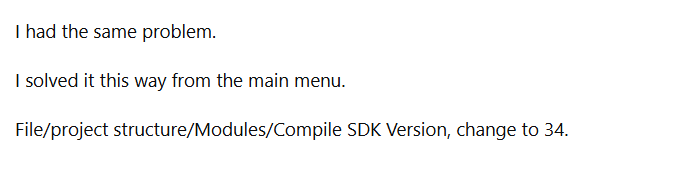 I had the same problem.
I solved it this way from the main menu.
File/project structure/Modules/Compile SDK Version, change to 34.